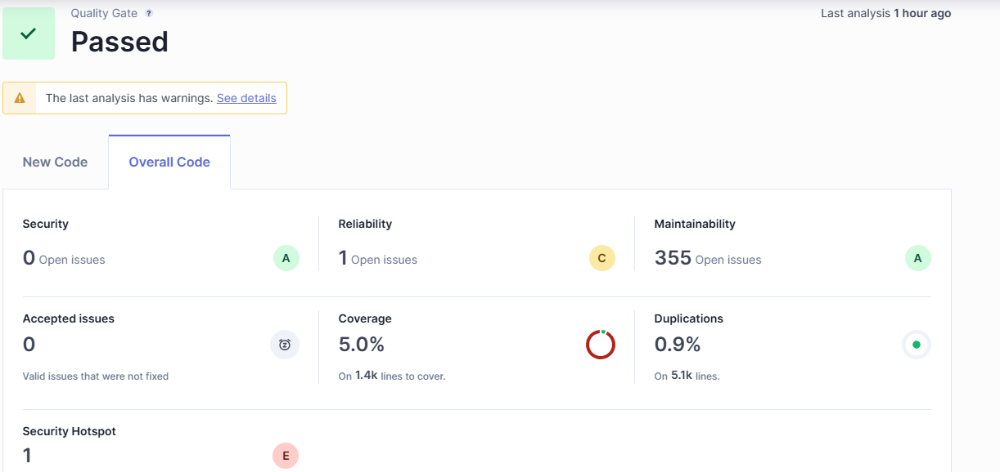 Quality Gate ?
Last analysis 1 hour ago
Passed
The last analysis has warnings. See details
New Code
Overall Code
Security
Reliability
Maintainability
0 Open issues A
1 Open issues C
355 Open issues A
Accepted issues
Coverage
Duplications
0
5.0%
0.9%
Valid issues that were not fixed
On 1.4k lines to cover.
On 5.1k lines.
Security Hotspot
1 E